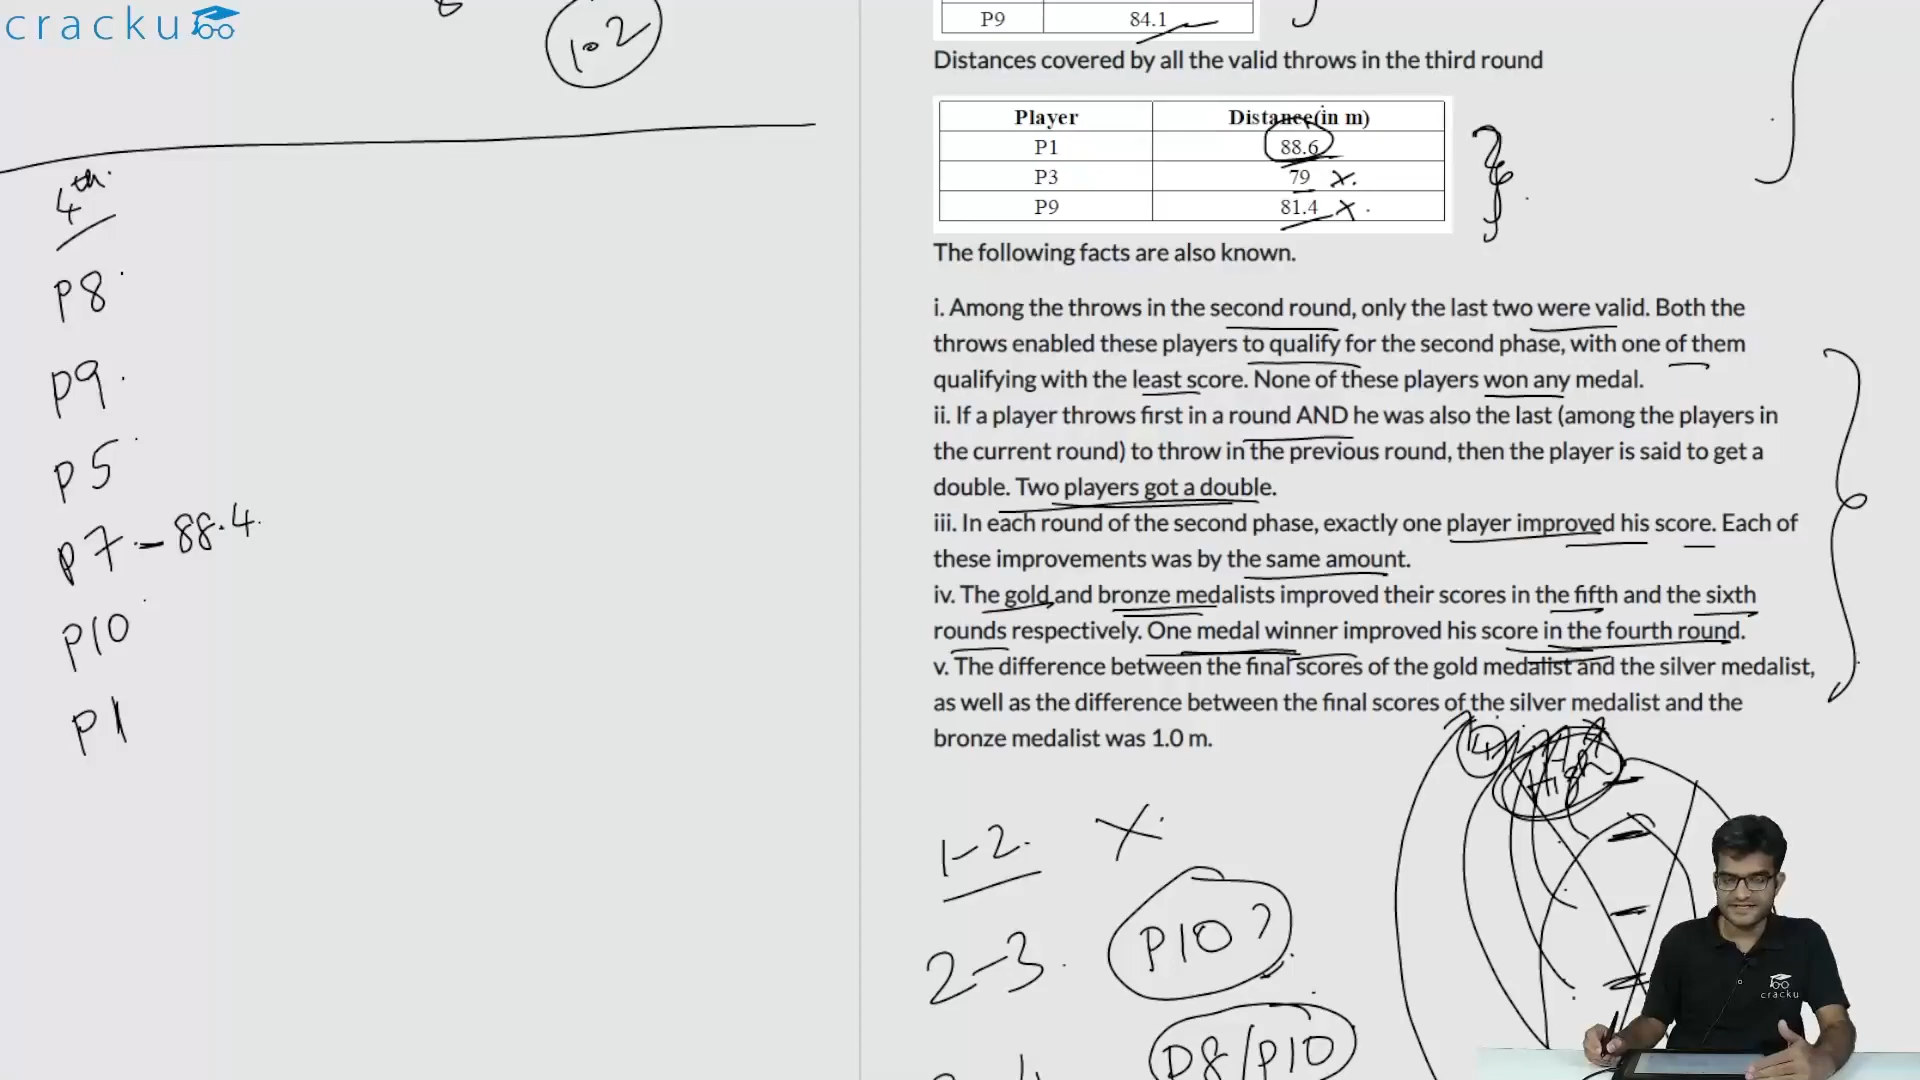 cracku
8
1.2
4th
P8
P9
P5
P7 - 88.4
P10
P1
P9 84.1
Distances covered by all the valid throws in the third round
Player Distance(in m)
P1 88.6
P3 79 x
P9 81.4 x
The following facts are also known.
i. Among the throws in the second round, only the last two were valid. Both the
throws enabled these players to qualify for the second phase, with one of them
qualifying with the least score. None of these players won any medal.
ii. If a player throws first in a round AND he was also the last (among the players in
the current round) to throw in the previous round, then the player is said to get a
double. Two players got a double.
iii. In each round of the second phase, exactly one player improved his score. Each of
these improvements was by the same amount.
iv. The gold and bronze medalists improved their scores in the fifth and the sixth
rounds respectively. One medal winner improved his score in the fourth round.
v. The difference between the final scores of the gold medalist and the silver medalist,
as well as the difference between the final scores of the silver medalist and the
bronze medalist was 1.0 m.
4
1-2. X
2-3. P10?
P8/P10
cracku